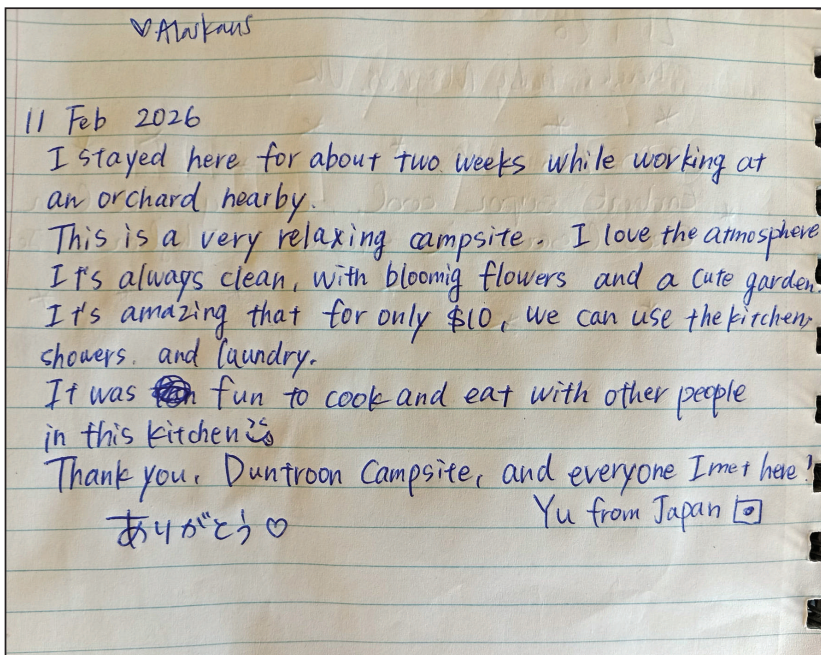 ♡Alaskans
11 Feb 2026
I stayed here for about two weeks while working at
an orchard nearby.
This is a very relaxing campsite. I love the atmosphere
It's always clean, with bloomig flowers and a cute garden.
It's amazing that for only $10, we can use the kitchen,
showers, and laundry.
It was fun to cook and eat with other people
in this kitchen
Thank you, Duntroon Campsite, and everyone I met here!
Yu from Japan
ありがとう♡